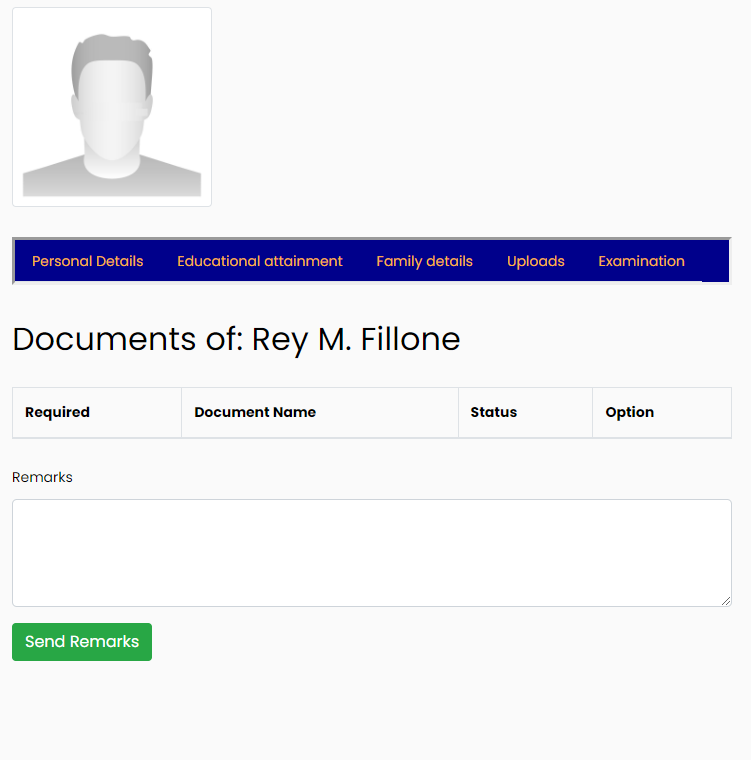 Personal Details Educational attainment Family details Uploads Examination
Documents of: Rey M. Fillone
Required Document Name Status Option
Remarks
Send Remarks